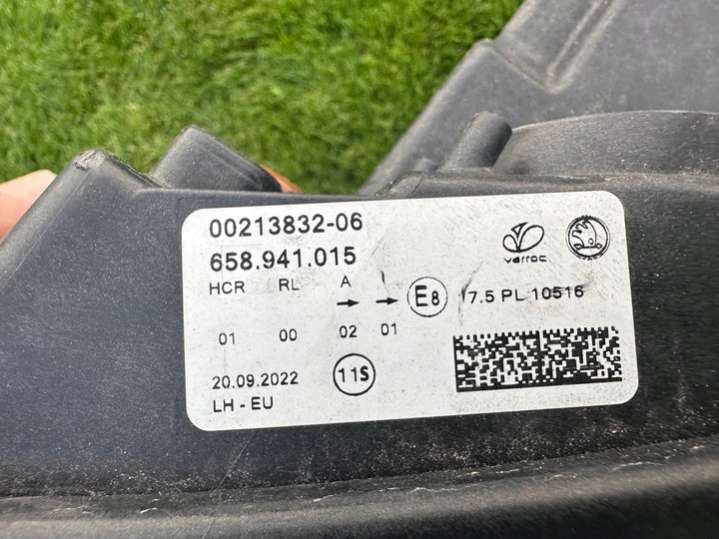 00213832-06
658.941.015
varroc
HCR RL A
→ → E8 17.5 PL 10516
01 00 02 01
20.09.2022 11S
LH - EU